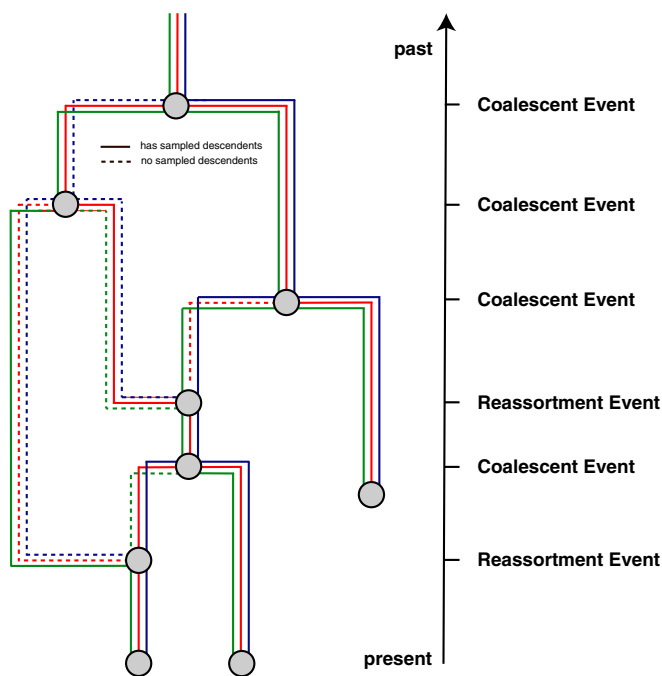 past
Coalescent Event
has sampled descendents
no sampled descendents
Coalescent Event
Coalescent Event
Reassortment Event
Coalescent Event
Reassortment Event
present